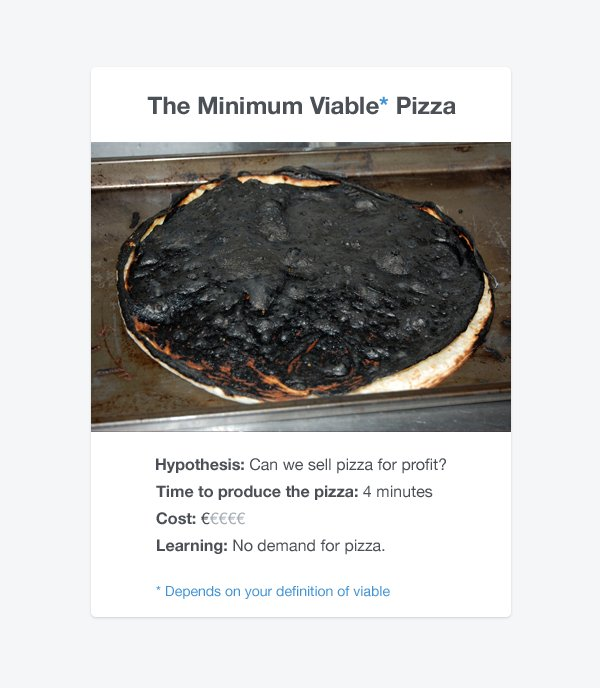 The Minimum Viable* Pizza
Hypothesis: Can we sell pizza for profit?
Time to produce the pizza: 4 minutes
Cost: €€€€€
Learning: No demand for pizza.
* Depends on your definition of viable